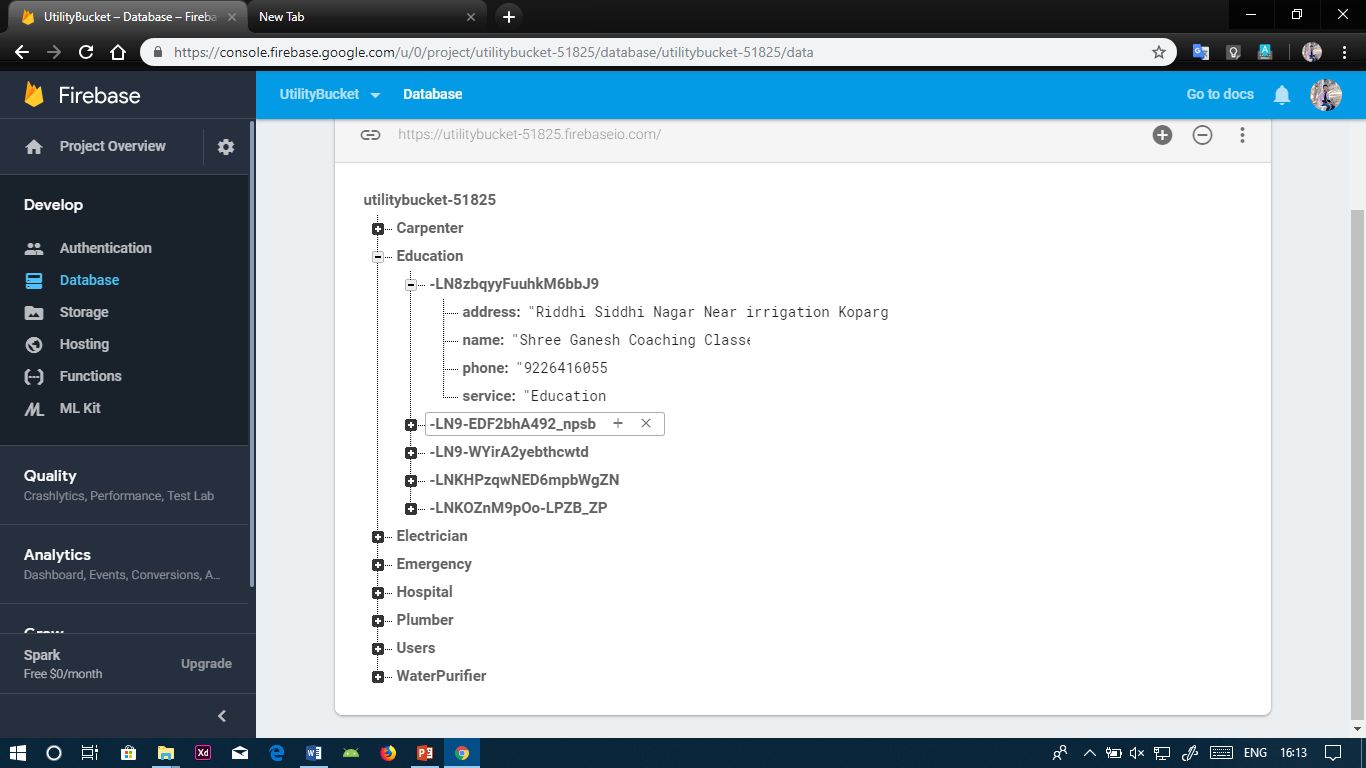 UtilityBucket – Database – Fireba
New Tab
https://console.firebase.google.com/u/0/project/utilitybucket-51825/database/utilitybucket-51825/data
Firebase
UtilityBucket
Database
Go to docs
Project Overview
https://utilitybucket-51825.firebaseio.com/
Develop
Authentication
Database
Storage
Hosting
Functions
ML Kit
Quality
Crashlytics, Performance, Test Lab
Analytics
Dashboard, Events, Conversions, A...
Grow
Spark
Free $0/month
Upgrade
utilitybucket-51825
Carpenter
Education
-LN8zbqyyFuuhkM6bbJ9
address: "Riddhi Siddhi Nagar Near irrigation Koparg
name: "Shree Ganesh Coaching Classe
phone: "9226416055
service: "Education
-LN9-EDF2bhA492_npsb
-LN9-WYirA2yebthcwtd
-LNKHPzqwNED6mpbWgZN
-LNKOZnM9pOo-LPZB_ZP
Electrician
Emergency
Hospital
Plumber
Users
WaterPurifier
Xd
ENG
16:13